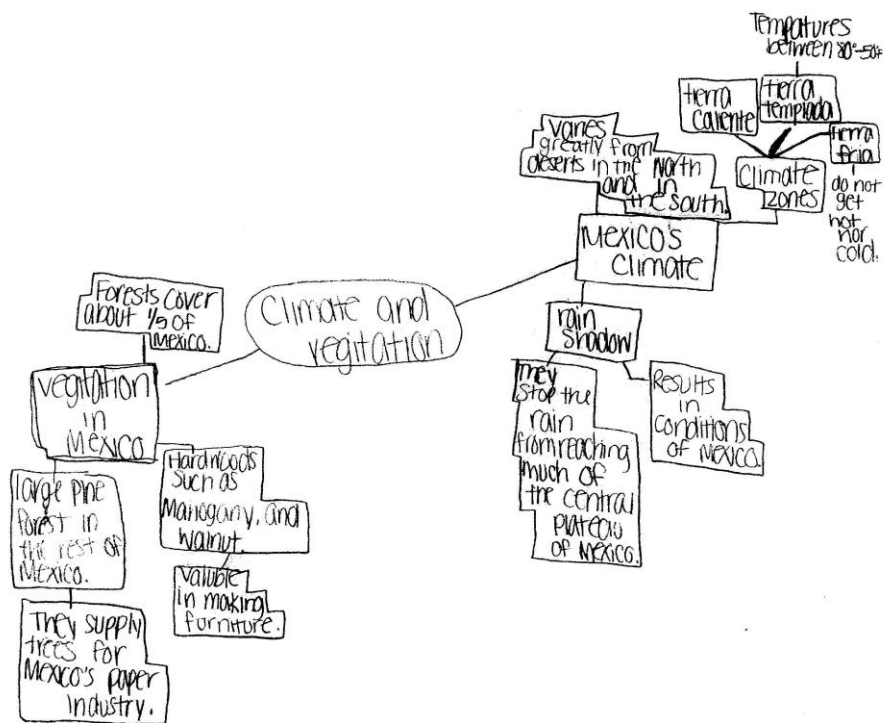 Tempatures
between 80°-50°
tierra
caliente
tierra
templada
tierra
fria
do not
get
hot
nor
cold.
climate
zones
varies
greatly from
deserts in the North
and in
the south.
Mexico's
climate
rain
shadow
They
stop the
rain
from reaching
much of
the central
plateau
of Mexico.
Results
in
conditions
of Mexico.
Climate and
vegitation
Forests cover
about 1/5 of
Mexico.
vegitation
in
Mexico
large pine
forest in
the rest of
Mexico.
They supply
trees for
Mexico's paper
industry.
Hardwoods
such as
Mahogany, and
walnut.
valuble
in making
furniture.